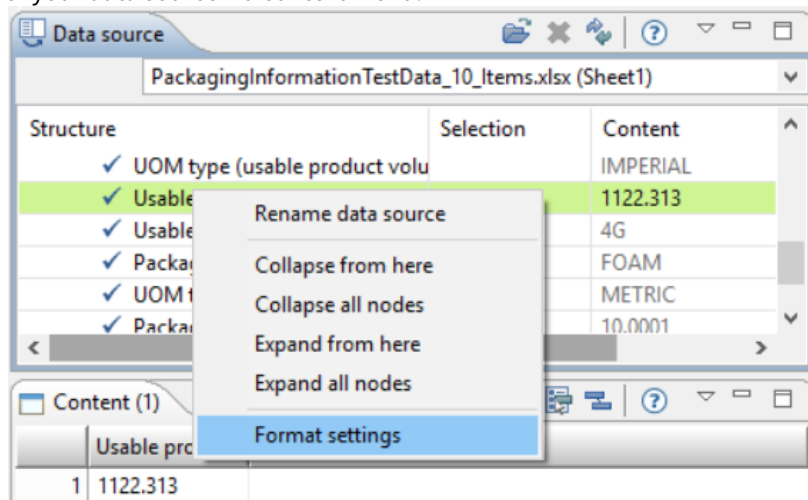 Data source
PackagingInformationTestData_10_Items.xlsx (Sheet1)
Structure Selection Content
UOM type (usable product volu IMPERIAL
Usable 1122.313
Usable 4G
Packa FOAM
UOM t METRIC
Packa 10.0001
Rename data source
Collapse from here
Collapse all nodes
Expand from here
Expand all nodes
Format settings
Content (1)
Usable pro
1 1122.313